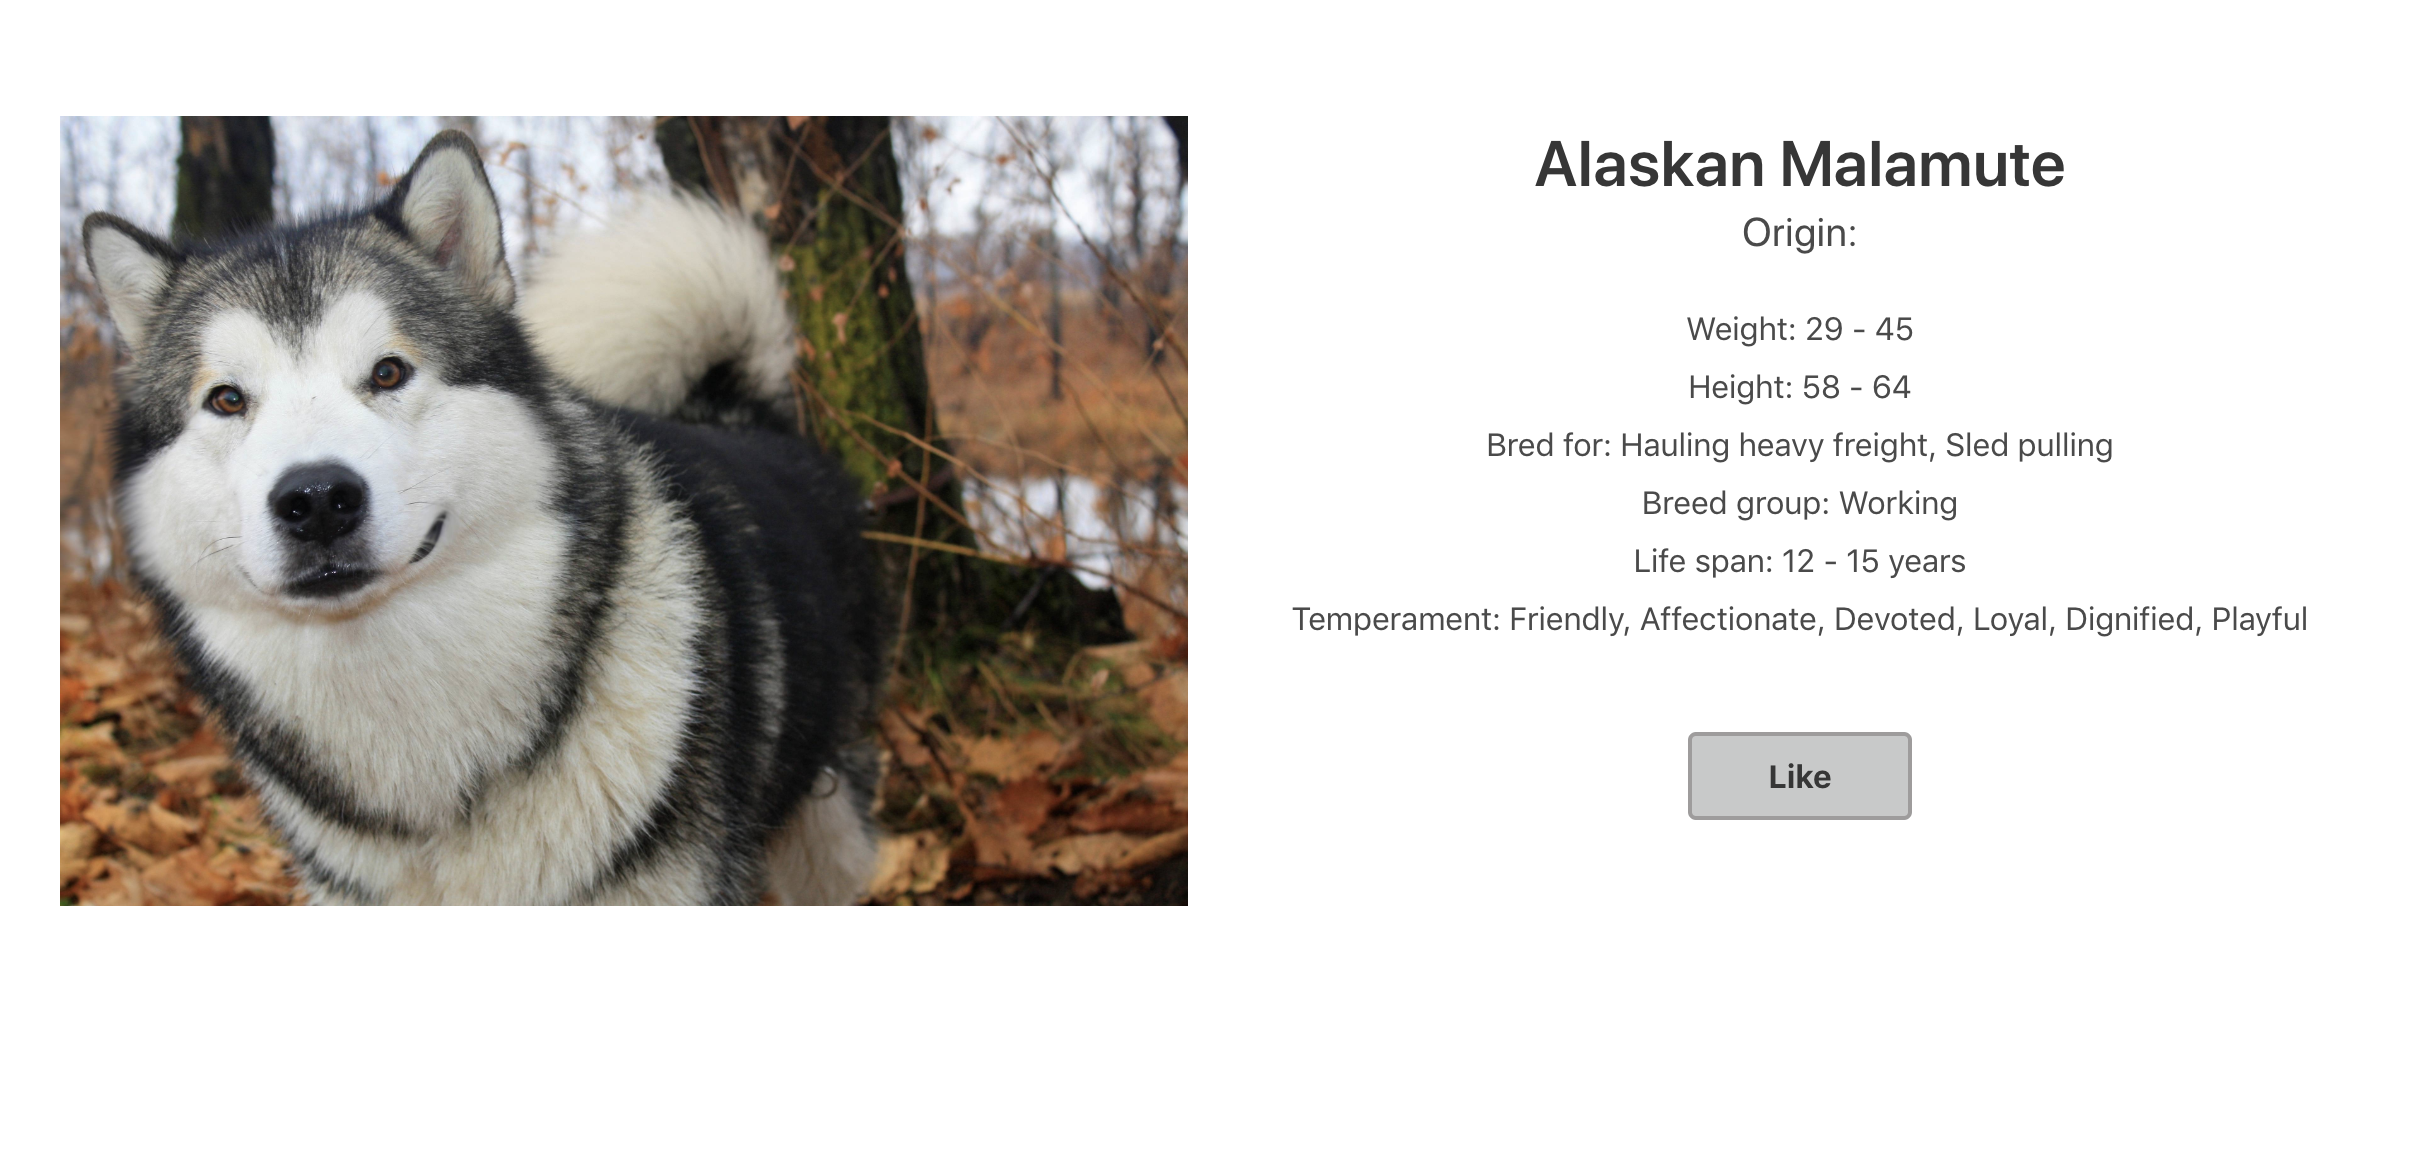 Alaskan Malamute
Origin:
Weight: 29 - 45
Height: 58 - 64
Bred for: Hauling heavy freight, Sled pulling
Breed group: Working
Life span: 12 - 15 years
Temperament: Friendly, Affectionate, Devoted, Loyal, Dignified, Playful
Like